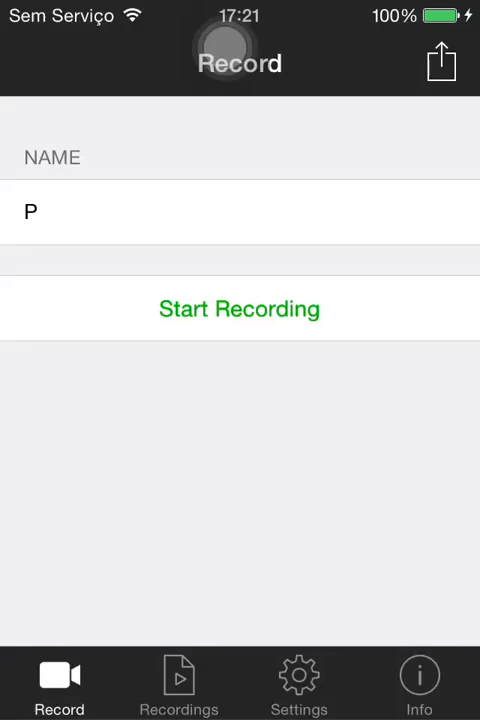 Sem Serviço 17:21 100%
Record
NAME
P
Start Recording
Record Recordings Settings Info